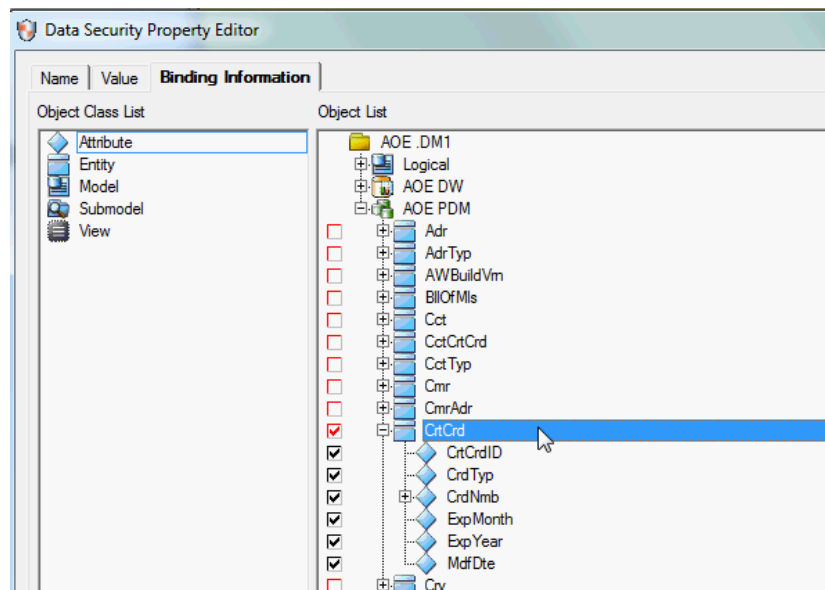 Data Security Property Editor
Name Value Binding Information
Object Class List
Attribute
Entity
Model
Submodel
View
Object List
AOE .DM1
Logical
AOE DW
AOE PDM
Adr
AdrTyp
AWBuildVrn
BllOfMls
Cct
CctCrtCrd
CctTyp
Cmr
CmrAdr
CrtCrd
CrtCrdID
CrdTyp
CrdNmb
ExpMonth
ExpYear
MdfDte
Cry